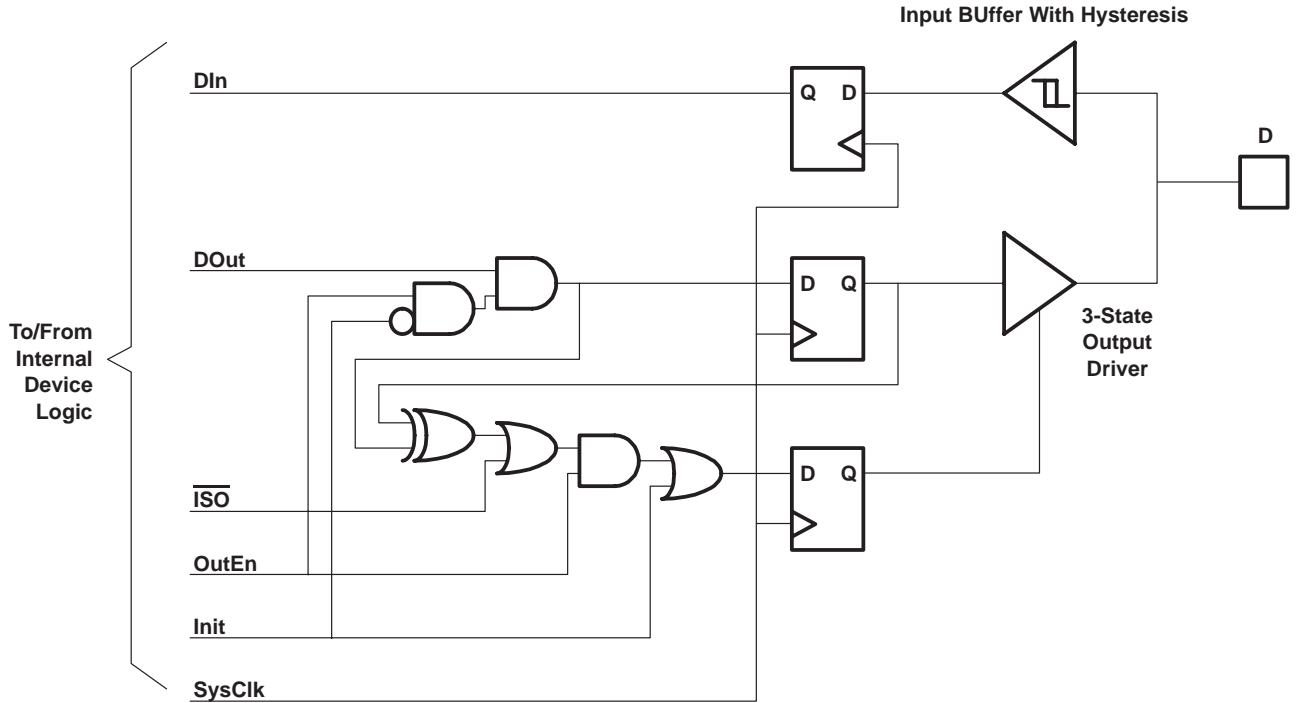 Input BUffer With Hysteresis
DIn
Q D
D
DOut
D Q
3-State
Output
Driver
To/From
Internal
Device
Logic
D Q
ISO
OutEn
Init
SysClk